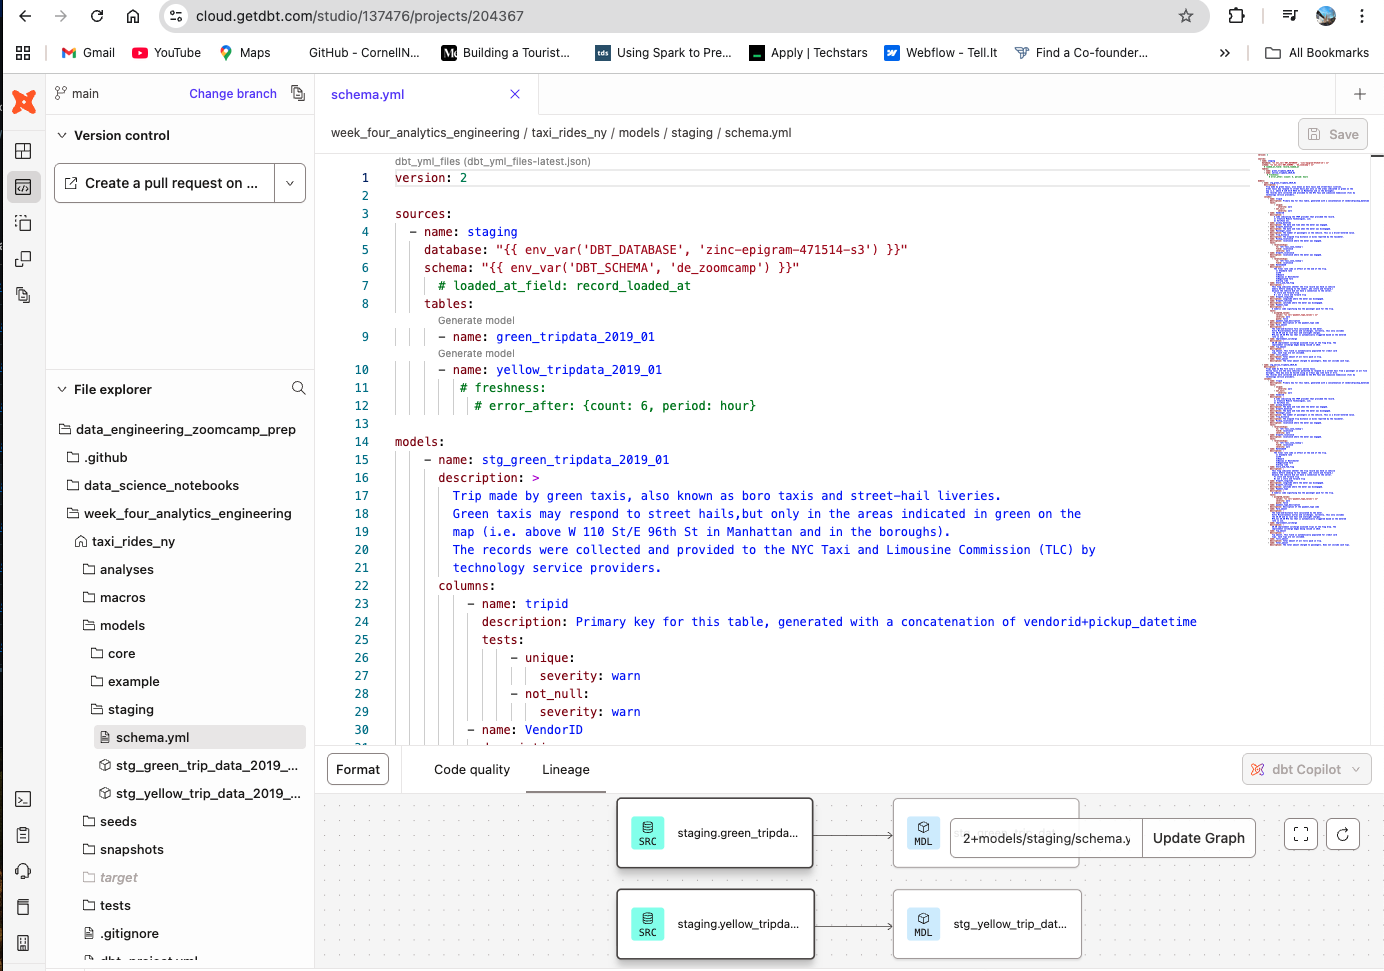 cloud.getdbt.com/studio/137476/projects/204367
Gmail
YouTube
Maps
GitHub - CornellN...
Building a Tourist...
Using Spark to Pre...
Apply | Techstars
Webflow - Tell.It
Find a Co-founder...
All Bookmarks
main
Change branch
Version control
Create a pull request on ...
File explorer
data_engineering_zoomcamp_prep
.github
data_science_notebooks
week_four_analytics_engineering
taxi_rides_ny
analyses
macros
models
core
example
staging
schema.yml
stg_green_trip_data_2019_...
stg_yellow_trip_data_2019_...
seeds
snapshots
target
tests
.gitignore
dbt_project.yml
schema.yml
week_four_analytics_engineering / taxi_rides_ny / models / staging / schema.yml
Save
dbt_yml_files (dbt_yml_files-latest.json)
1 version: 2
2
3 sources:
4 - name: staging
5 database: "{{ env_var('DBT_DATABASE', 'zinc-epigram-471514-s3') }}"
6 schema: "{{ env_var('DBT_SCHEMA', 'de_zoomcamp') }}"
7 # loaded_at_field: record_loaded_at
8 tables:
Generate model
9 - name: green_tripdata_2019_01
Generate model
10 - name: yellow_tripdata_2019_01
11 # freshness:
12 # error_after: {count: 6, period: hour}
13
14 models:
15 - name: stg_green_tripdata_2019_01
16 description: >
17 Trip made by green taxis, also known as boro taxis and street-hail liveries.
18 Green taxis may respond to street hails,but only in the areas indicated in green on the
19 map (i.e. above W 110 St/E 96th St in Manhattan and in the boroughs).
20 The records were collected and provided to the NYC Taxi and Limousine Commission (TLC) by
21 technology service providers.
22 columns:
23 - name: tripid
24 description: Primary key for this table, generated with a concatenation of vendorid+pickup_datetime
25 tests:
26 - unique:
27 severity: warn
28 - not_null:
29 severity: warn
30 - name: VendorID
Format
Code quality
Lineage
dbt Copilot
SRC
staging.green_tripda...
MDL
2+models/staging/schema.y
Update Graph
SRC
staging.yellow_tripda...
MDL
stg_yellow_trip_dat...